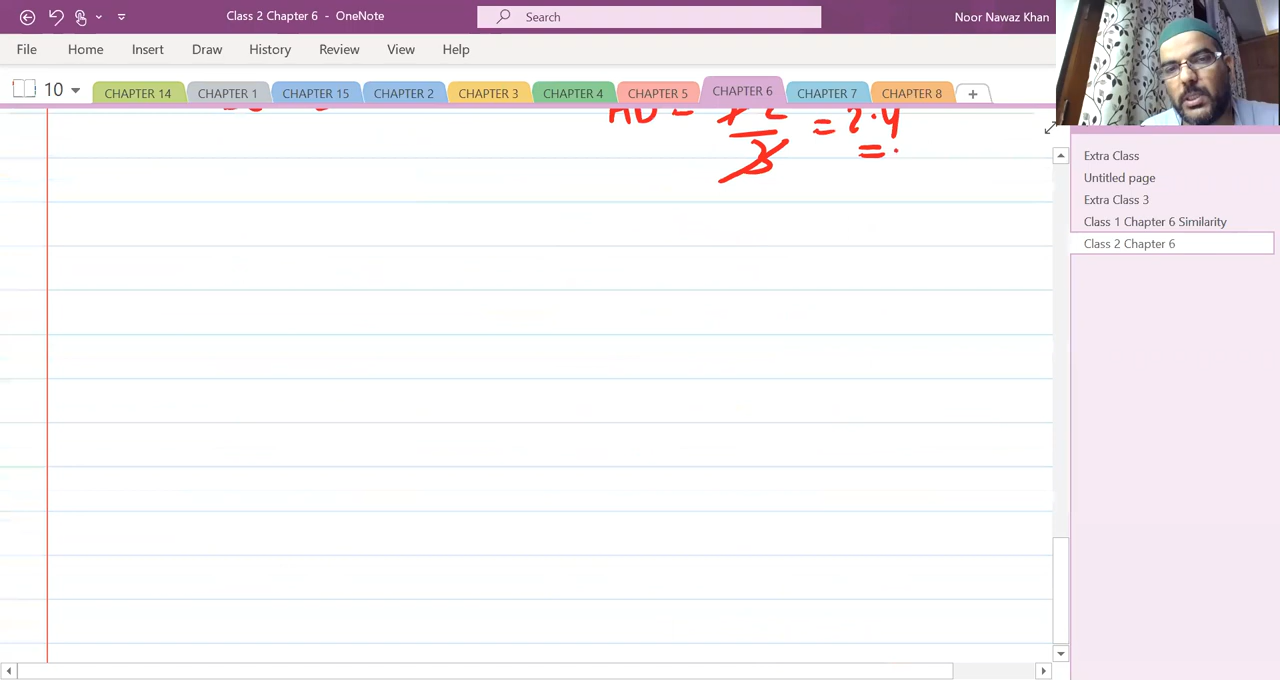 Class 2 Chapter 6 - OneNote
Search
Noor Nawaz Khan
File Home Insert Draw History Review View Help
10
CHAPTER 14 CHAPTER 1 CHAPTER 15 CHAPTER 2 CHAPTER 3 CHAPTER 4 CHAPTER 5 CHAPTER 6 CHAPTER 7 CHAPTER 8 +
Extra Class
Untitled page
Extra Class 3
Class 1 Chapter 6 Similarity
Class 2 Chapter 6